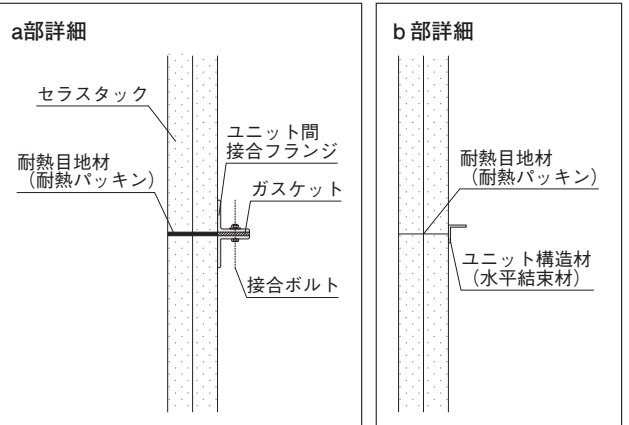 a部詳細
セラスタック
ユニット間
接合フランジ
耐熱目地材
（耐熱パッキン）
ガスケット
接合ボルト
b 部詳細
耐熱目地材
（耐熱パッキン）
ユニット構造材
（水平結束材）